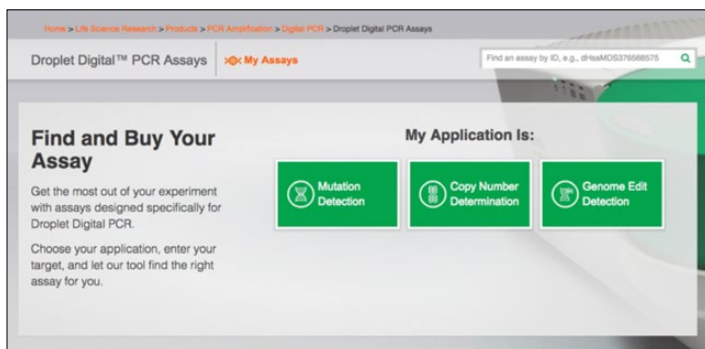 Home > Life Science Research > Products > PCR Amplification > Digital PCR > Droplet Digital PCR Assays
Droplet Digital™ PCR Assays
My Assays
Find an assay by ID, e.g., dHsaMDS376568575
Find and Buy Your
Assay
Get the most out of your experiment
with assays designed specifically for
Droplet Digital PCR.
Choose your application, enter your
target, and let our tool find the right
assay for you.
My Application Is:
Mutation
Detection
Copy Number
Determination
Genome Edit
Detection